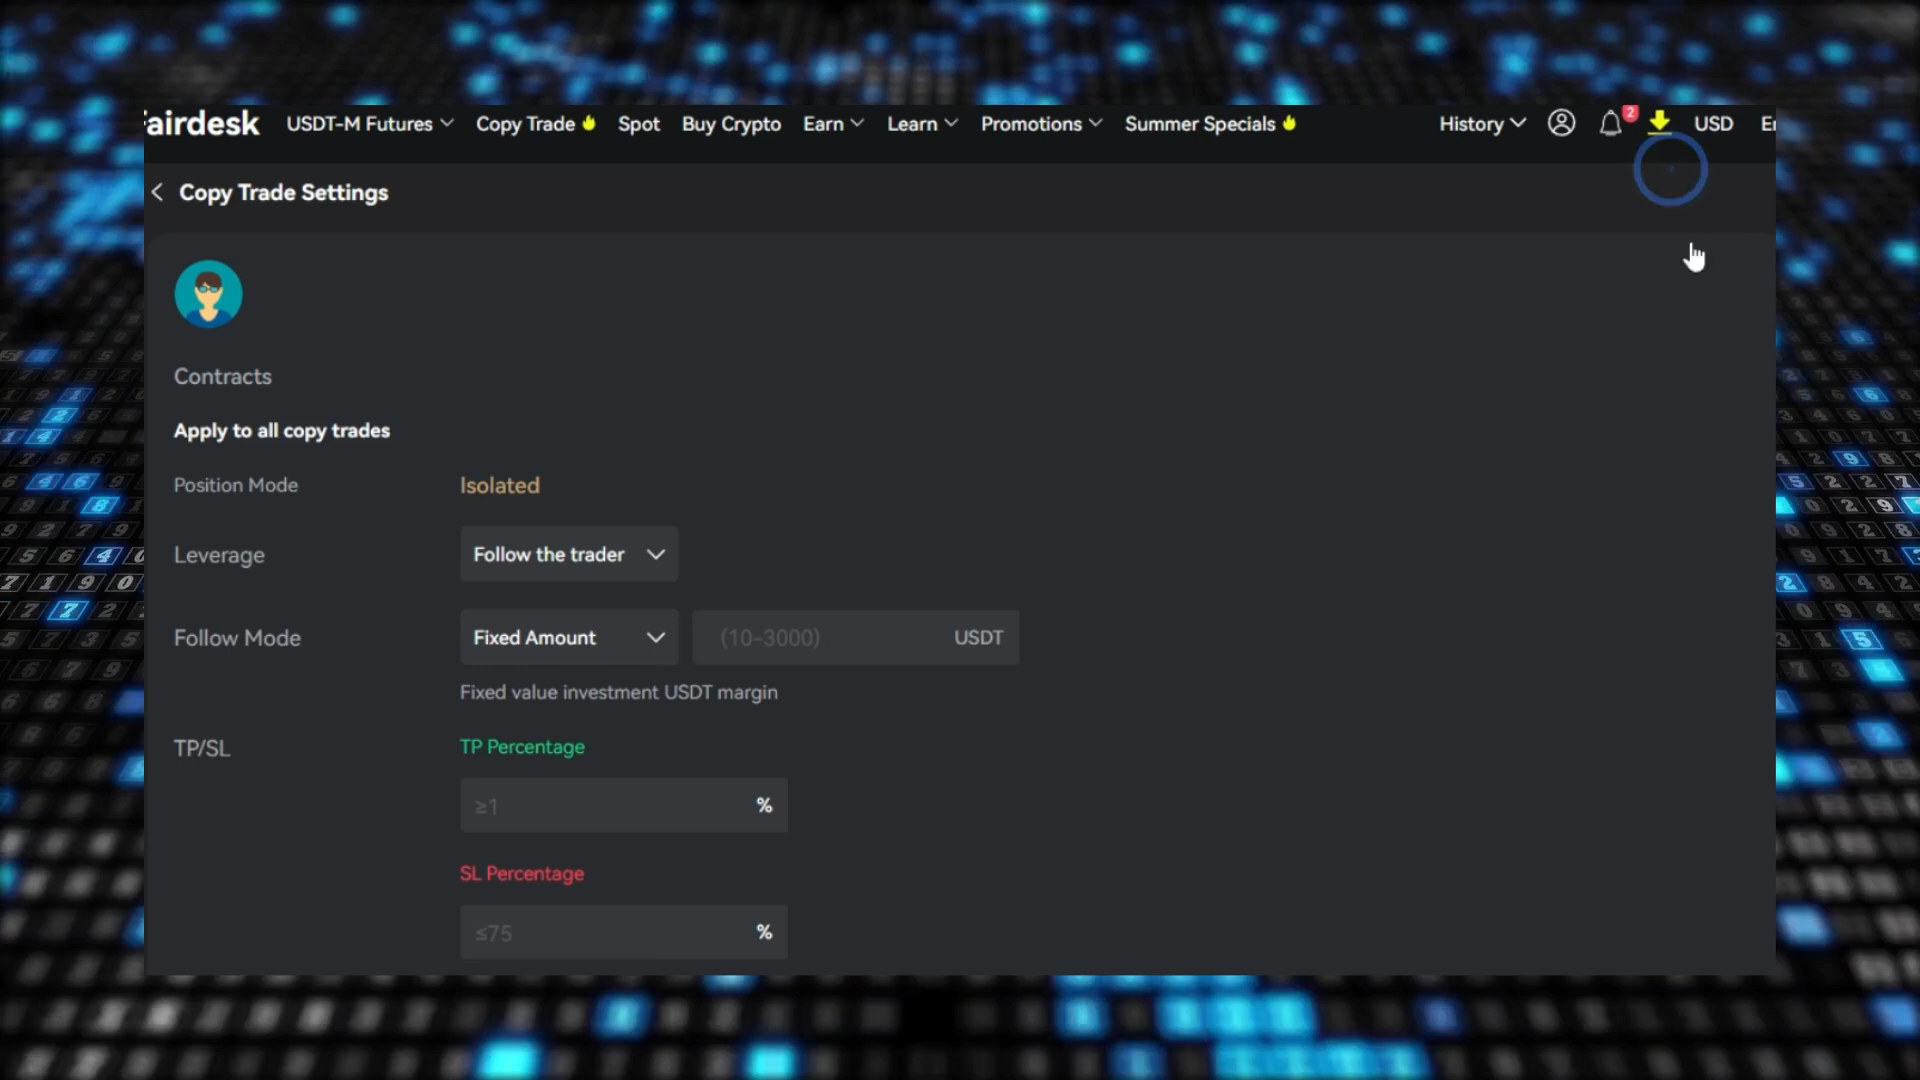 airdesk USDT-M Futures Copy Trade Spot Buy Crypto Earn Learn Promotions Summer Specials History 2 USD
Copy Trade Settings
Contracts
Apply to all copy trades
Position Mode Isolated
Leverage Follow the trader
Follow Mode Fixed Amount (10-3000) USDT
Fixed value investment USDT margin
TP/SL TP Percentage
≥1 %
SL Percentage
≤75 %